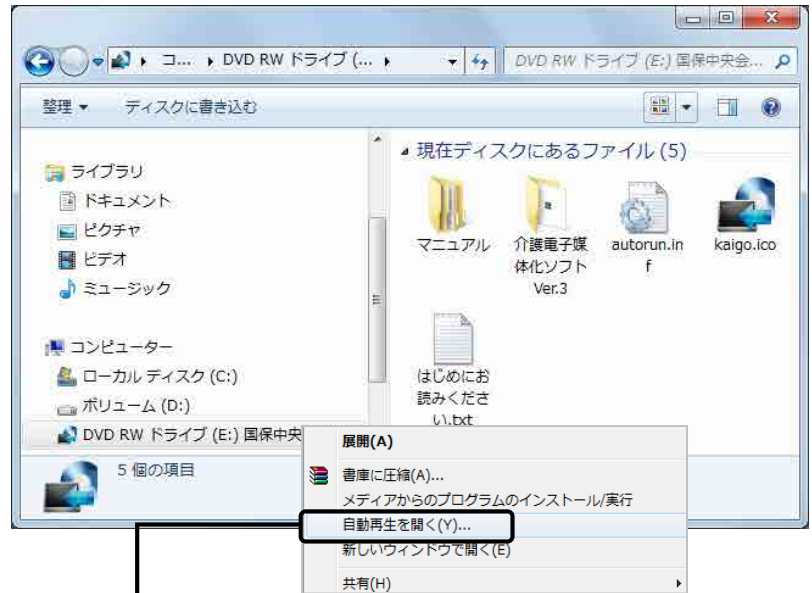 コ... DVD RW ドライブ (... DVD RW ドライブ (E:) 国保中央会...
整理 ディスクに書き込む
ライブラリ
ドキュメント
ピクチャ
ビデオ
ミュージック
コンピューター
ローカル ディスク (C:)
ボリューム (D:)
DVD RW ドライブ (E:) 国保中央
5 個の項目
現在ディスクにあるファイル (5)
マニュアル
介護電子媒
体化ソフト
Ver.3
autorun.in
f
kaigo.ico
はじめにお
読みくださ
い.txt
展開(A)
書庫に圧縮(A)...
メディアからのプログラムのインストール/実行
自動再生を開く(Y)...
新しいウィンドウで開く(E)
共有(H)